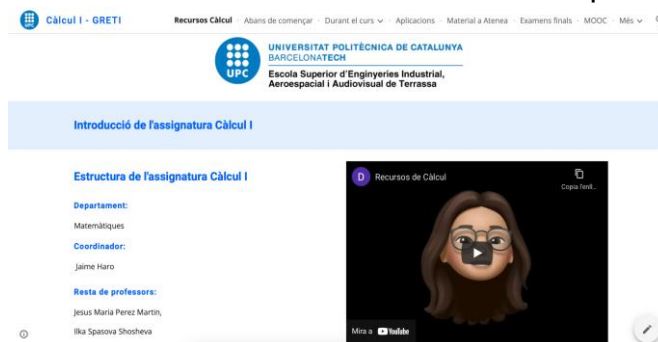 Càlcul I - GRETI
Recursos Càlcul
Abans de començar
Durant el curs
Aplicacions
Material a Atenea
Examens finals
MOOC
Més
UPC
UNIVERSITAT POLITÈCNICA DE CATALUNYA
BARCELONATECH
Escola Superior d'Enginyeries Industrial,
Aeroespacial i Audiovisual de Terrassa
Introducció de l'assignatura Càlcul I
Estructura de l'assignatura Càlcul I
Departament:
Matemàtiques
Coordinador:
Jaime Haro
Resta de professors:
Jesus Maria Perez Martin,
Ilka Spasova Shosheva
D
Recursos de Càlcul
Copia l'enll...
Mira a YouTube